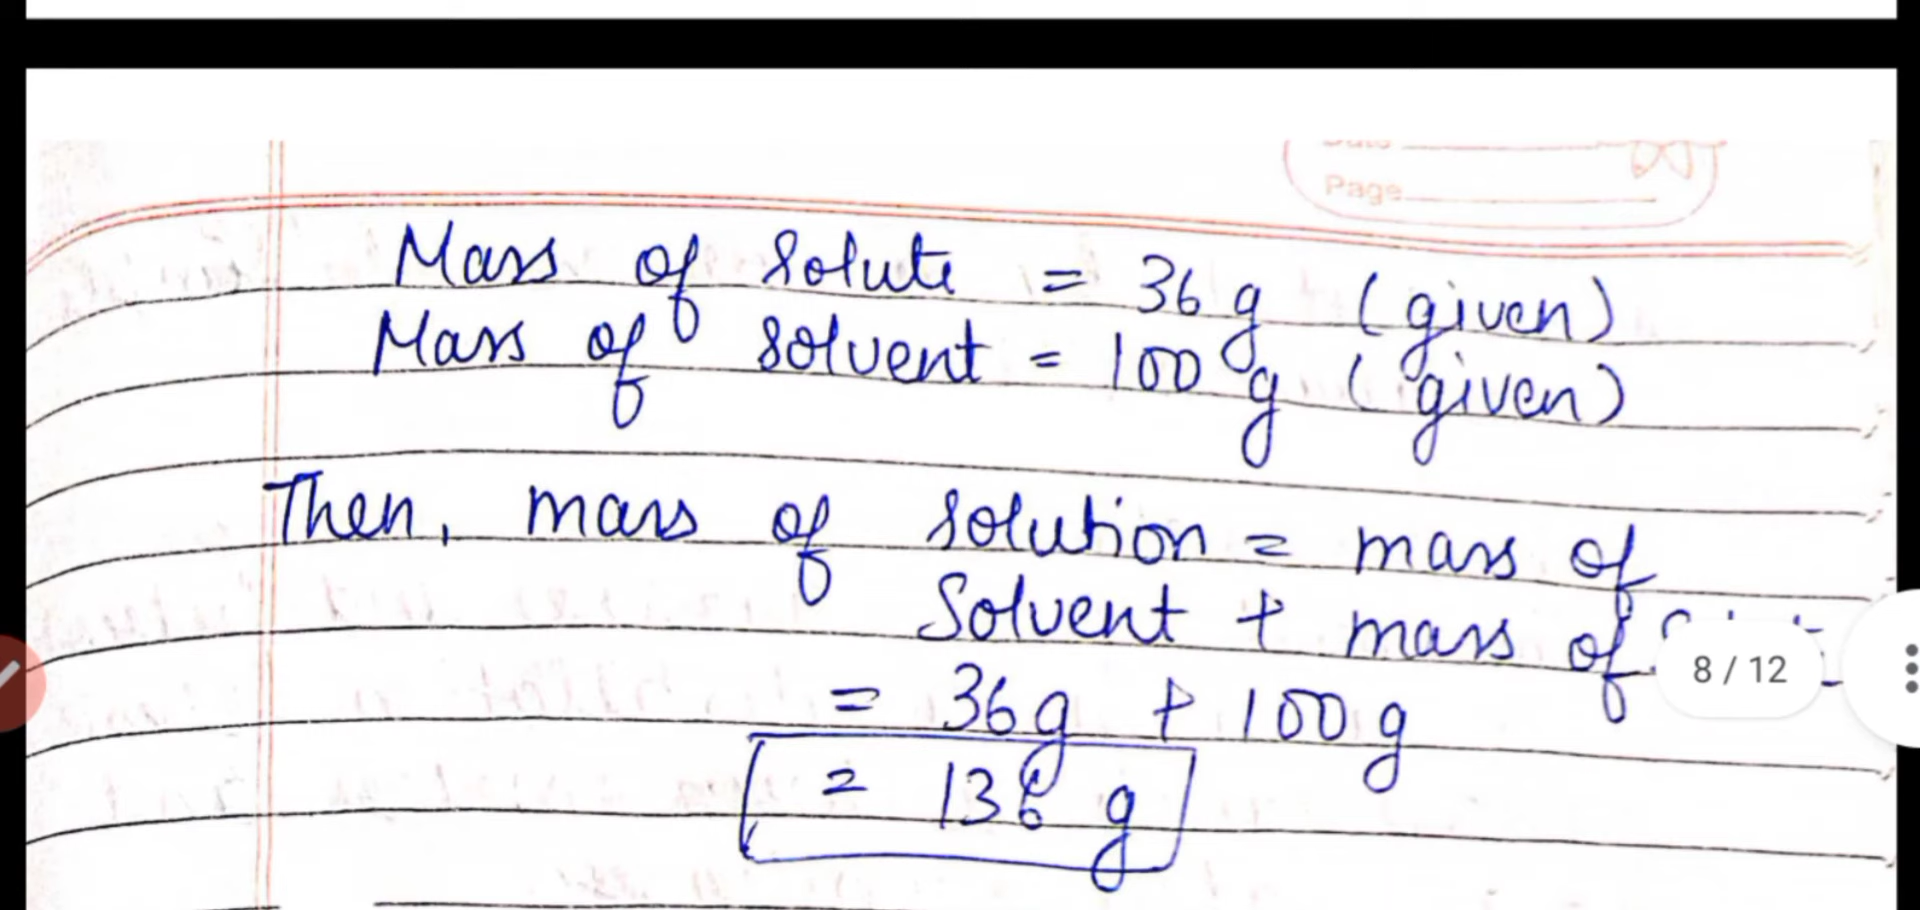 Page
Mass of Solute = 36 g (given)
Mass of solvent = 100 g (given)
Then, mass of solution = mass of
Solvent + mass of
8 / 12
= 36g + 100g
= 136 g